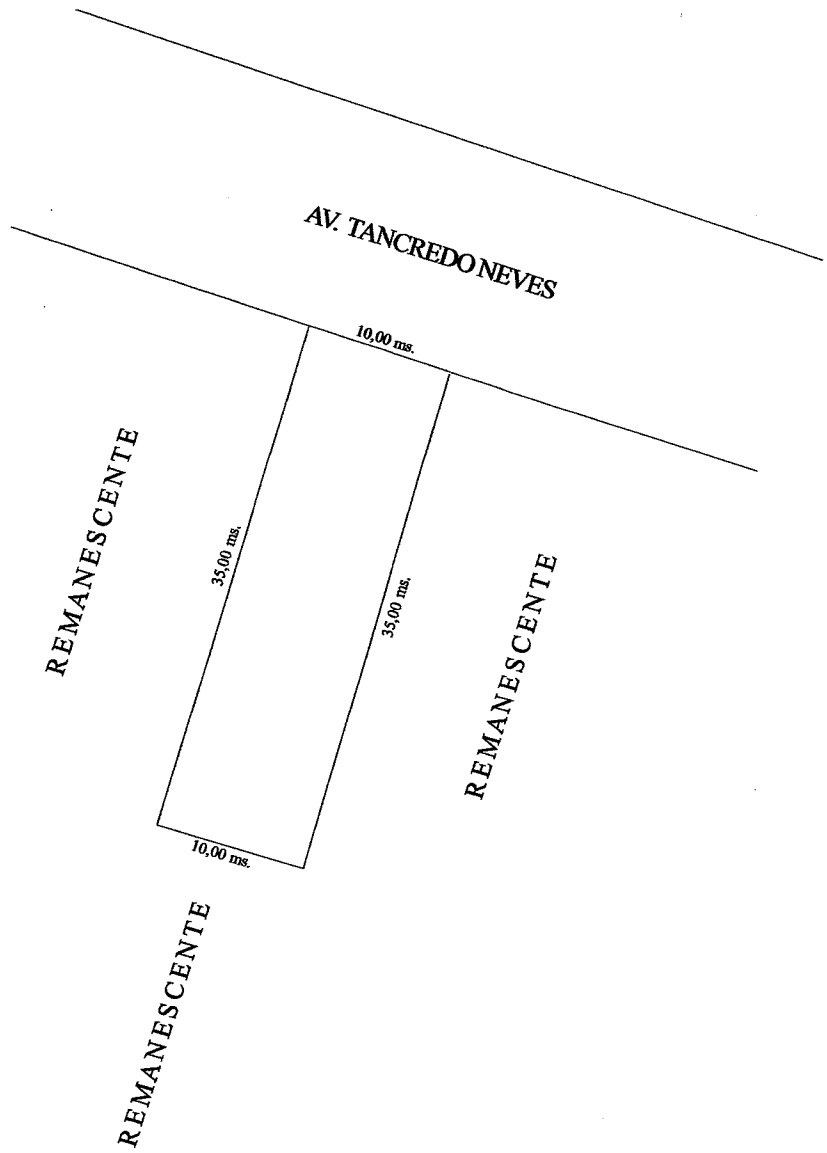 AV. TANCREDO NEVES
10,00 ms.
REMANESCENTE
35,00 ms.
35,00 ms.
REMANESCENTE
10,00 ms.
REMANESCENTE